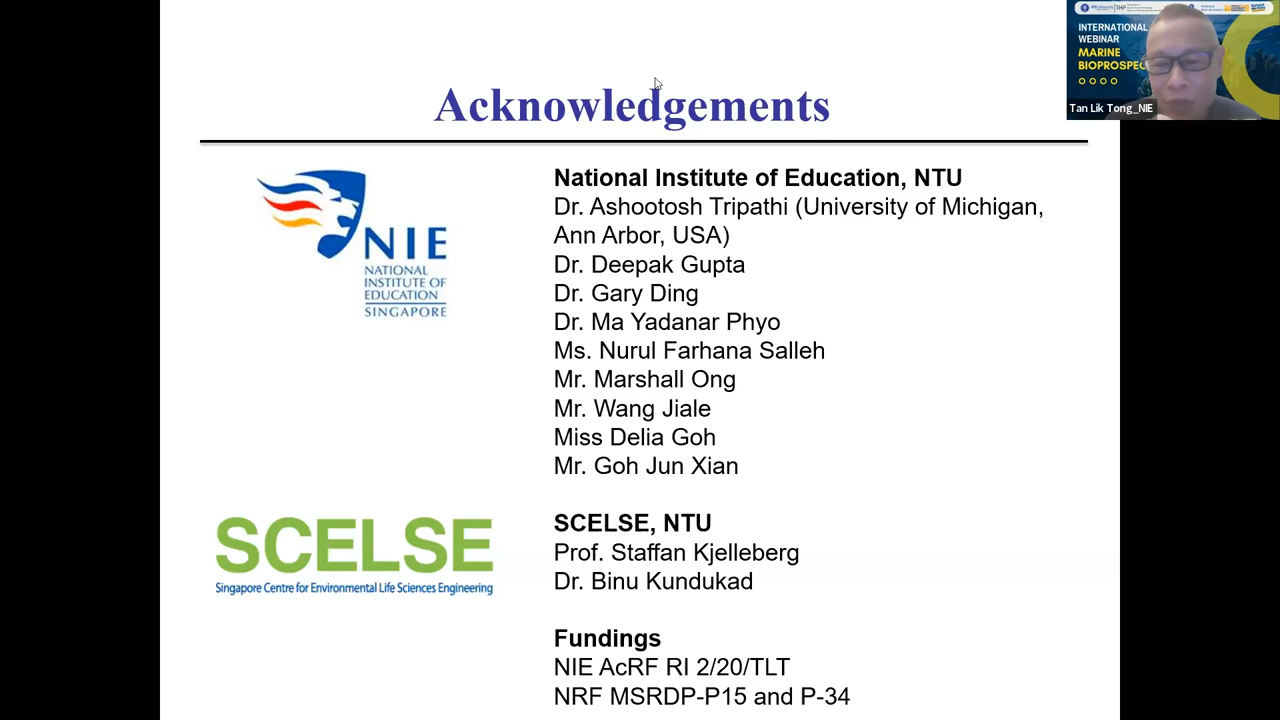 INTERNATIONAL
WEBINAR
MARINE
BIOPROSPEC
Tan Lik Tong_NIE
Acknowledgements
NIE
NATIONAL
INSTITUTE OF
EDUCATION
SINGAPORE
National Institute of Education, NTU
Dr. Ashootosh Tripathi (University of Michigan,
Ann Arbor, USA)
Dr. Deepak Gupta
Dr. Gary Ding
Dr. Ma Yadanar Phyo
Ms. Nurul Farhana Salleh
Mr. Marshall Ong
Mr. Wang Jiale
Miss Delia Goh
Mr. Goh Jun Xian
SCELSE
Singapore Centre for Environmental Life Sciences Engineering
SCELSE, NTU
Prof. Staffan Kjelleberg
Dr. Binu Kundukad
Fundings
NIE AcRF RI 2/20/TLT
NRF MSRDP-P15 and P-34